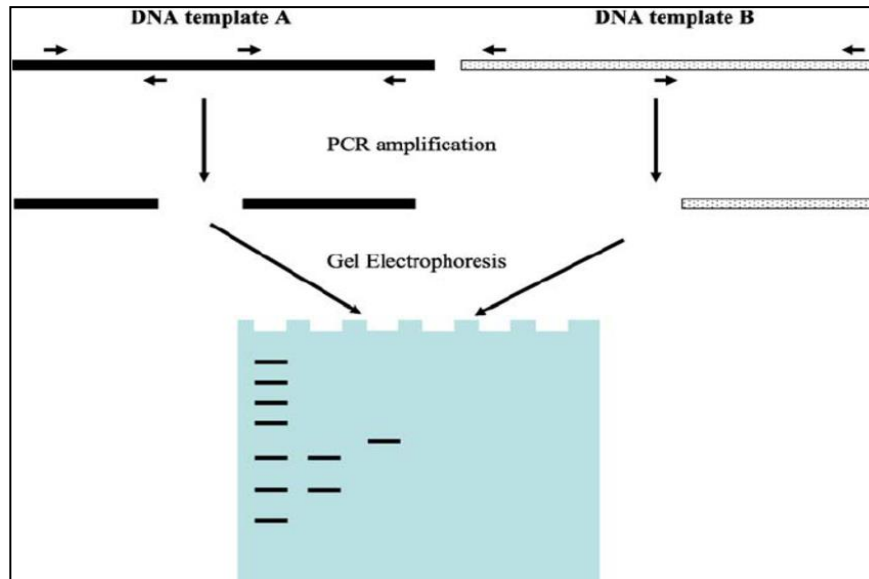 DNA template A
DNA template B
PCR amplification
Gel Electrophoresis